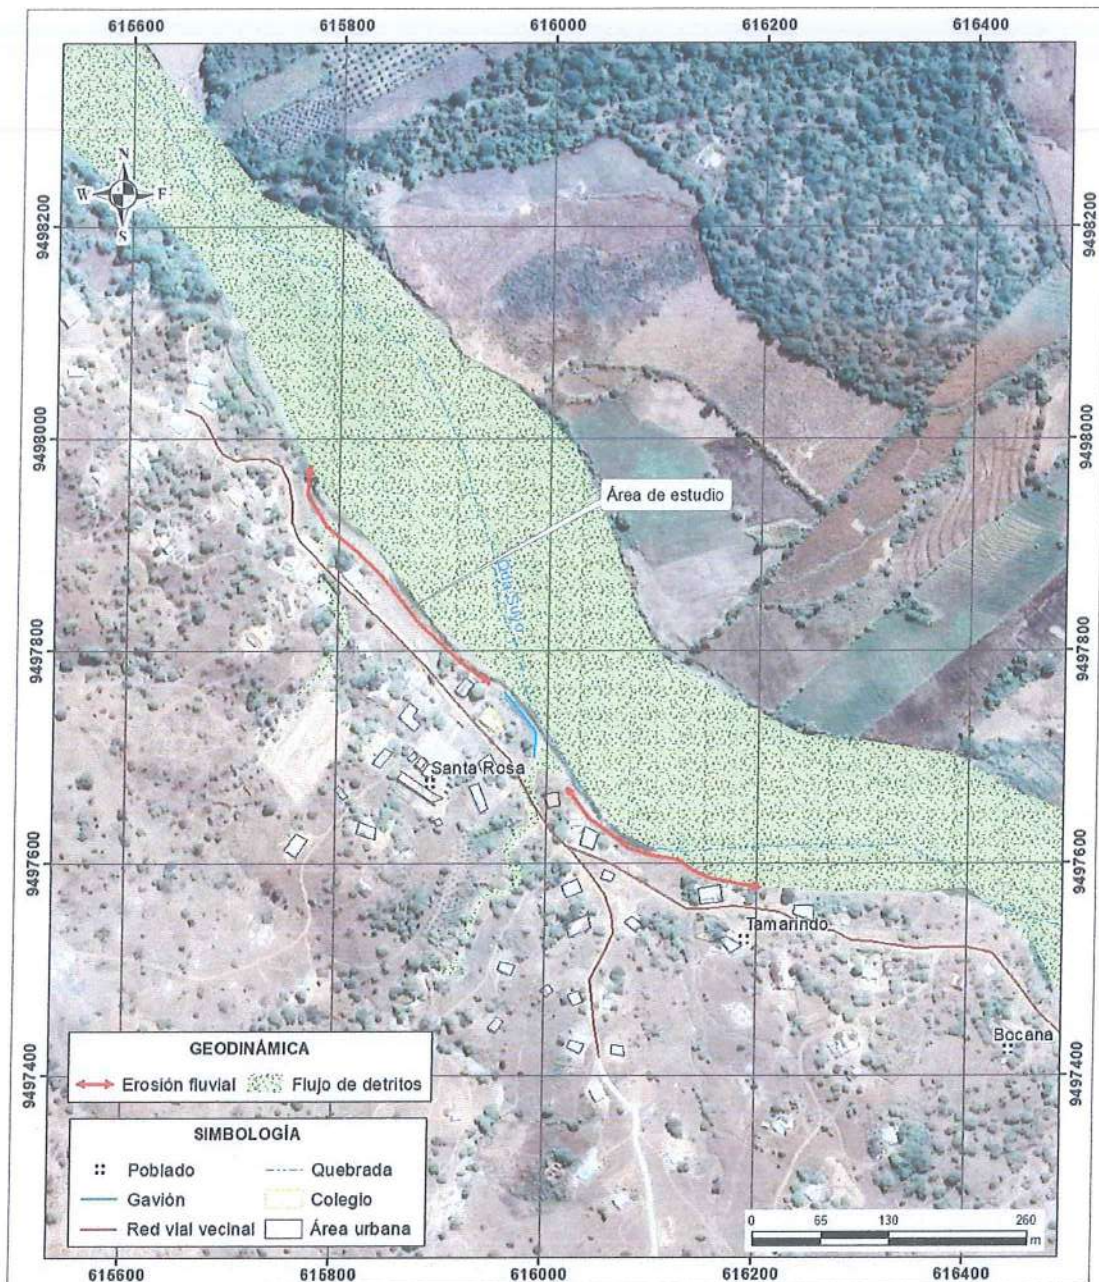 615600 615800 616000 616200 616400
N
W E
S
9498200 9498200
9498000 9498000
Área de estudio
Qda. Suyo
9497800 9497800
Santa Rosa
9497600 9497600
Tamarindo
Bocana
9497400 9497400
GEODINÁMICA
Erosión fluvial Flujo de detritos
SIMBOLOGÍA
Poblado Quebrada
Gavión Colegio
Red vial vecinal Área urbana
0 65 130 260
m
615600 615800 616000 616200 616400